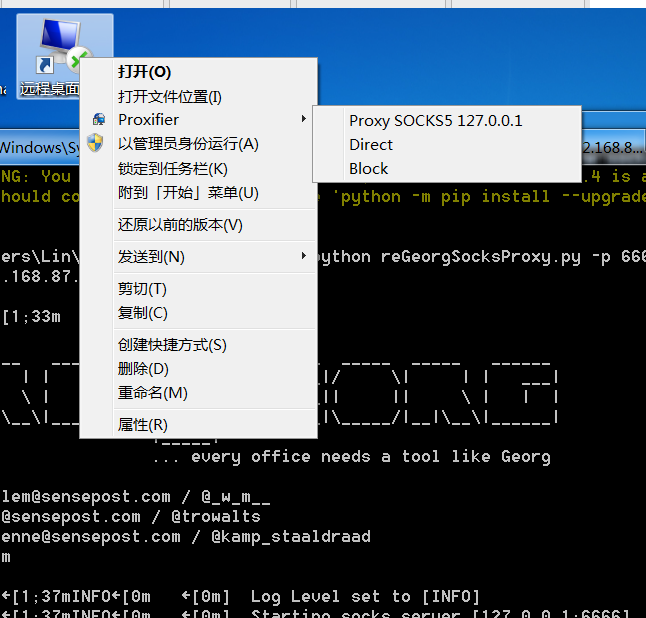 远程桌面
打开(O)
打开文件位置(I)
Proxifier
以管理员身份运行(A)
锁定到任务栏(K)
附到「开始」菜单(U)
还原以前的版本(V)
发送到(N)
剪切(T)
复制(C)
创建快捷方式(S)
删除(D)
重命名(M)
属性(R)
Proxy SOCKS5 127.0.0.1
Direct
Block
Windows\Sy
2.168.8...
NG: You .4 is a
hould co 'python -m pip install --upgrade
ers\Lin\ python reGeorgSocksProxy.py -p 666
.168.87.
[1;33m
... every office needs a tool like Georg
lem@sensepost.com / @_w_m__
@sensepost.com / @trowalts
enne@sensepost.com / @kamp_staaldraad
m
←[1;37mINFO←[0m ←[0m] Log Level set to [INFO]
←[1;37mINFO←[0m ←[0m] Starting socks server [127.0.0.1:6666]